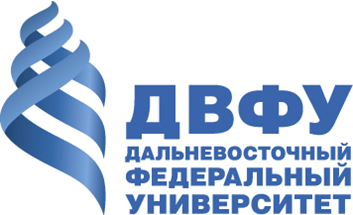 ДВФУ
ДАЛЬНЕВОСТОЧНЫЙ
ФЕДЕРАЛЬНЫЙ
УНИВЕРСИТЕТ